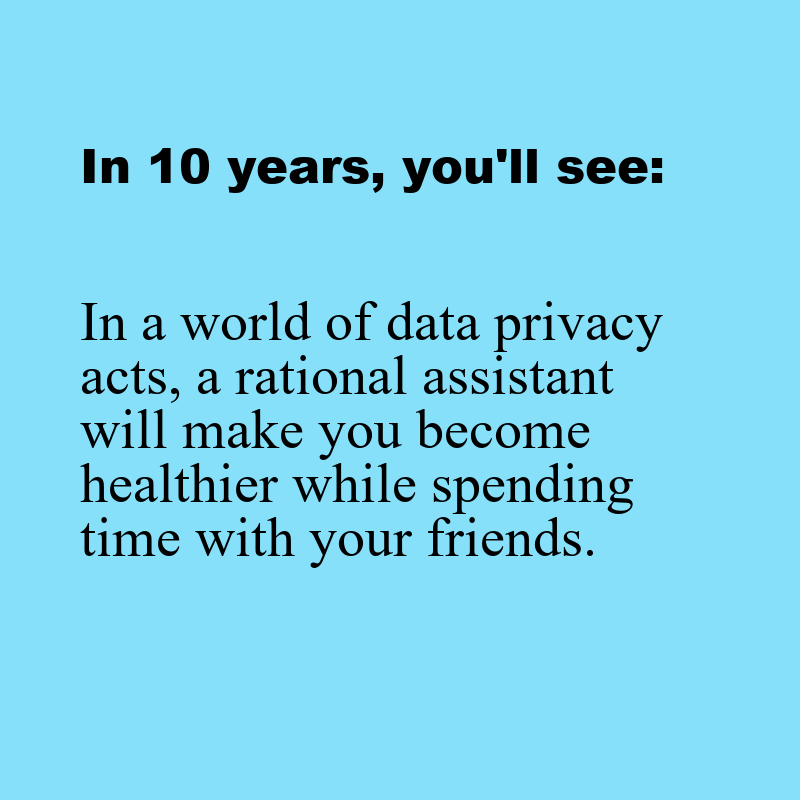 In 10 years, you'll see:
In a world of data privacy
acts, a rational assistant
will make you become
healthier while spending
time with your friends.